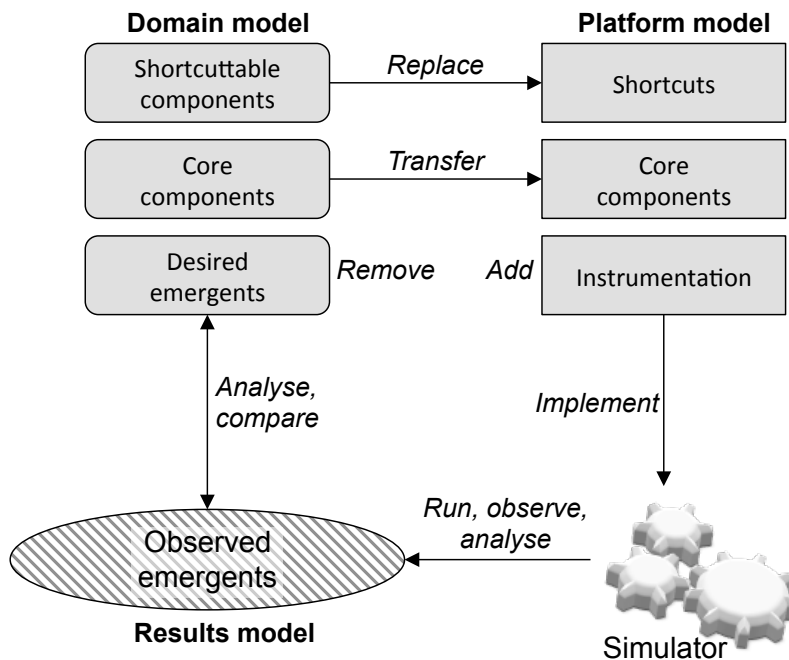 Domain model
Platform model
Shortcuttable
components
Replace
Shortcuts
Core
components
Transfer
Core
components
Desired
emergents
Remove
Add
Instrumentation
Analyse,
compare
Implement
Observed
emergents
Run, observe,
analyse
Results model
Simulator